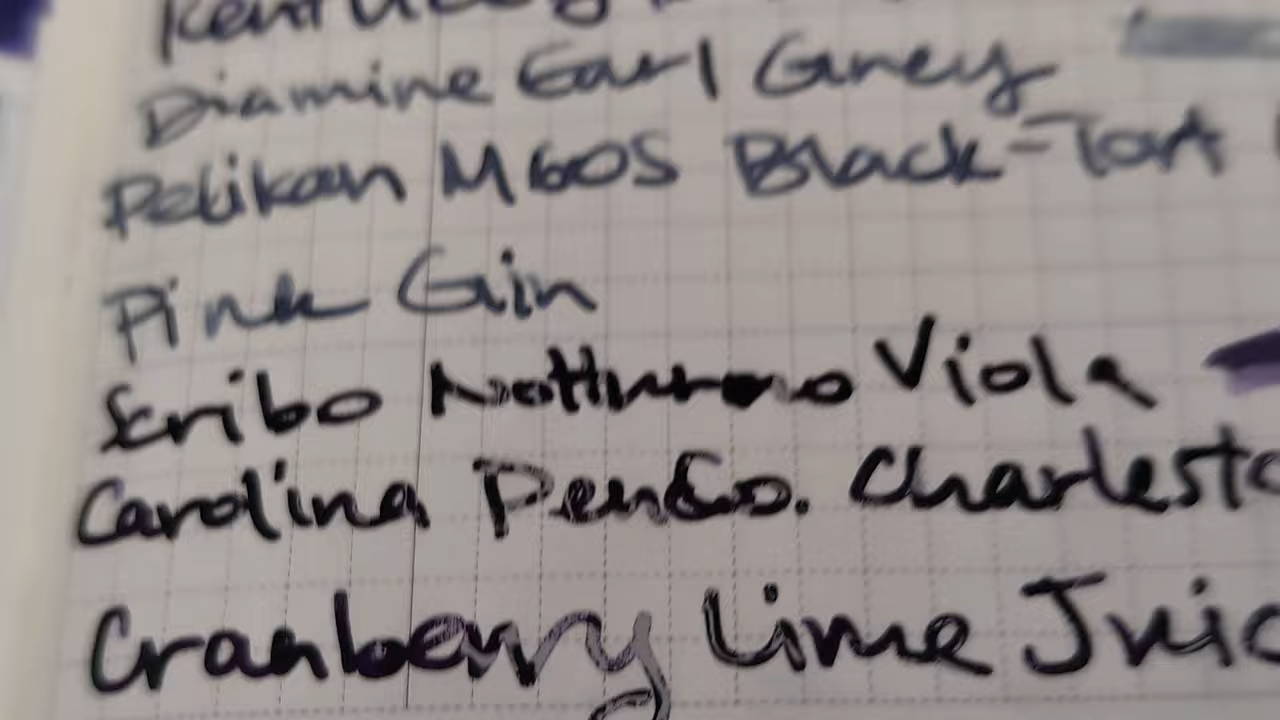 Diamine Earl Grey
Pelikan M605 Black-Tort
Pink Gin
Scribo Notturno Viola
Carolina Pen Co. Charlesto
Cranberry Lime Juic